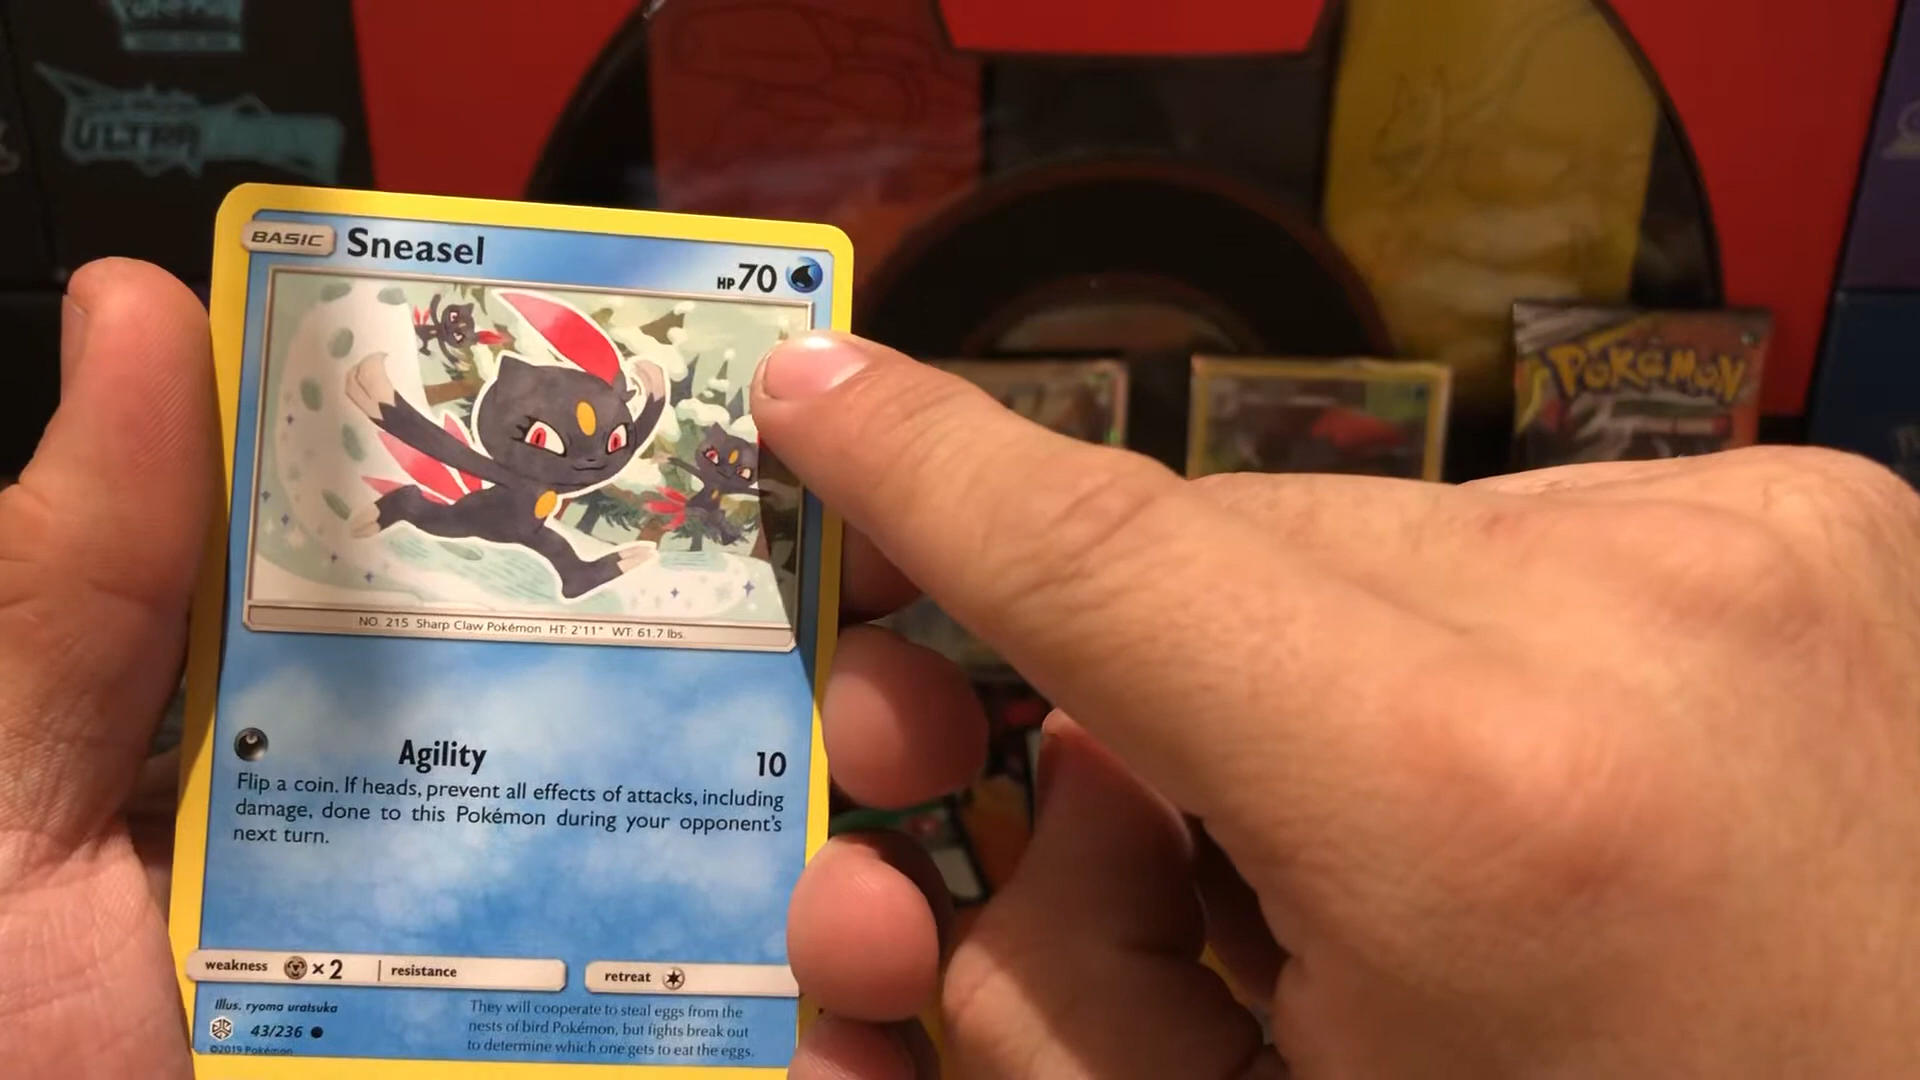 ULTRA
BASIC Sneasel
HP 70
POKéMON
NO. 215 Sharp Claw Pokémon HT: 2'11" WT: 61.7 lbs.
Agility 10
Flip a coin. If heads, prevent all effects of attacks, including
damage, done to this Pokémon during your opponent's
next turn.
weakness ×2 resistance retreat
Illus. ryoma uratsuka
43/236
©2019 Pokémon
They will cooperate to steal eggs from the
nests of bird Pokémon, but fights break out
to determine which one gets to eat the eggs.